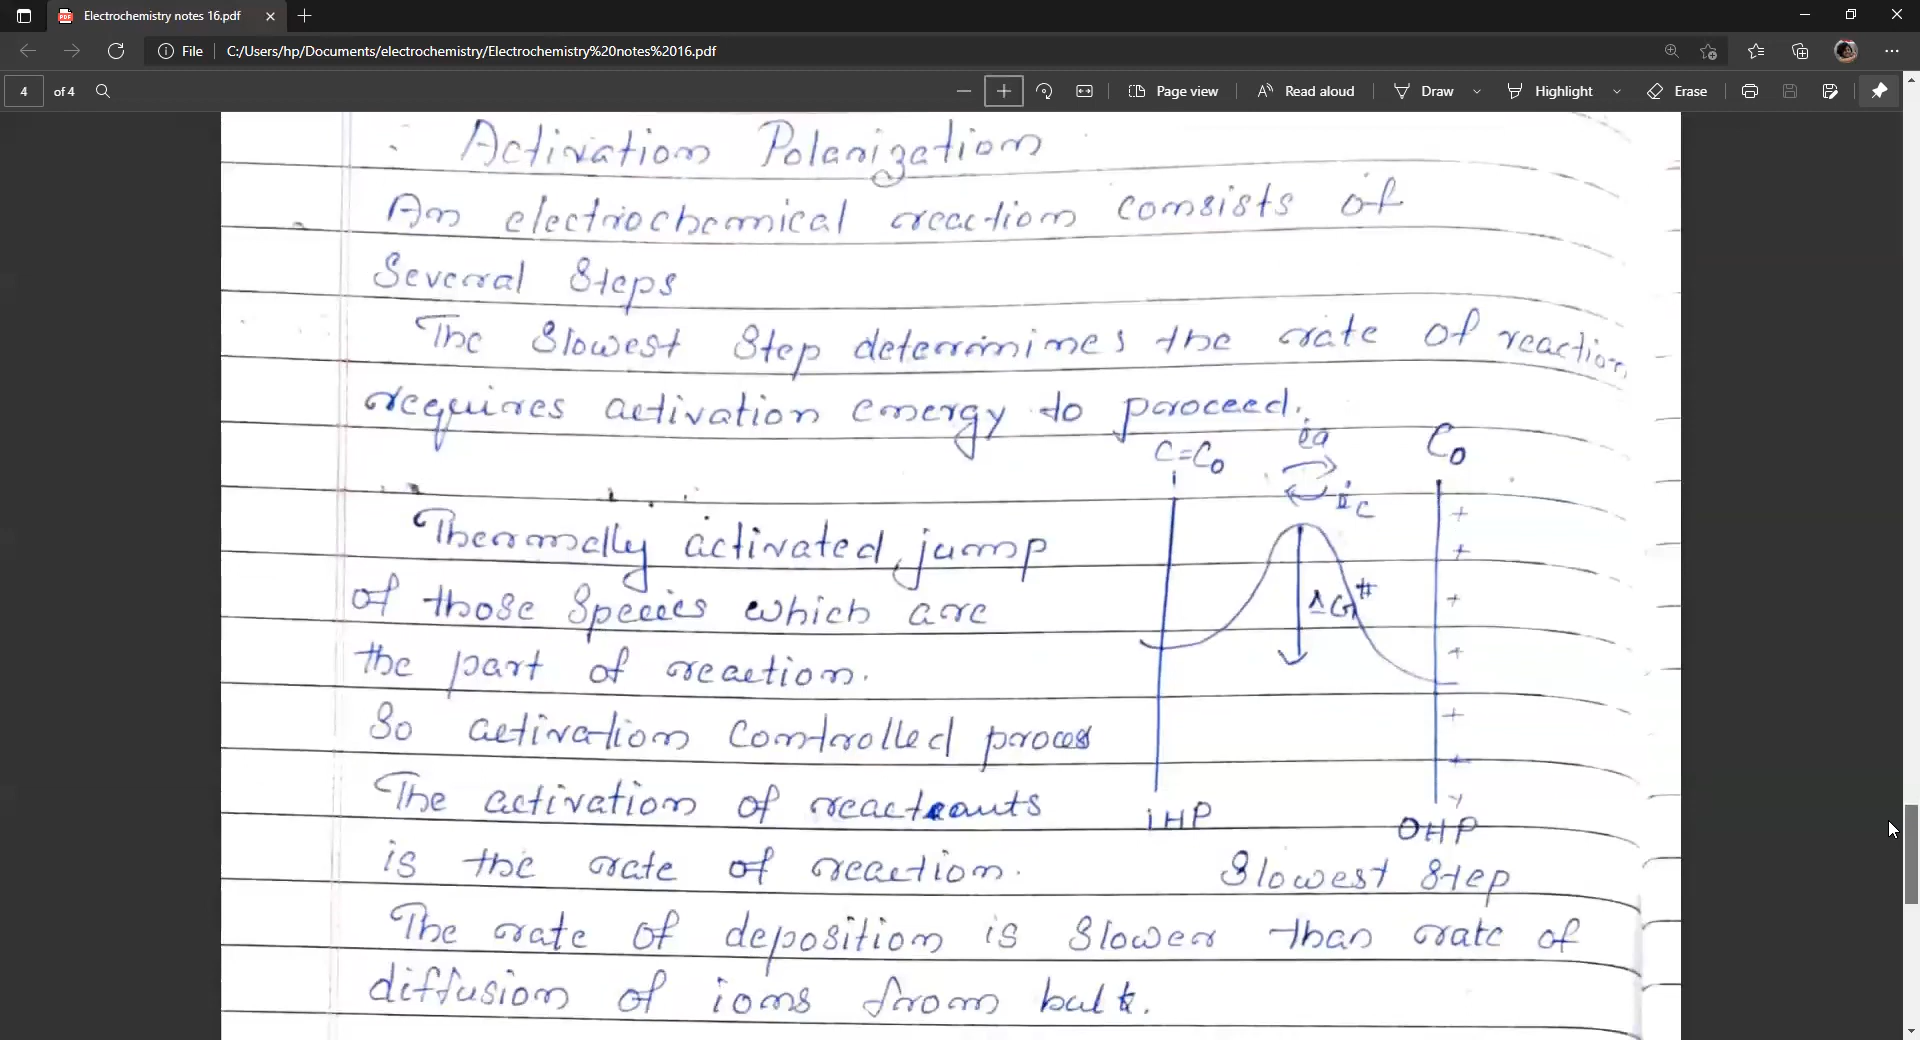 Electrochemistry notes 16.pdf
File
C:/Users/hp/Documents/electrochemistry/Electrochemistry%20notes%2016.pdf
4 of 4
Page view
Read aloud
Draw
Highlight
Erase
Activation Polarization
An electrochemical reaction consists of
Several Steps
The Slowest Step determines the rate of reaction
requires activation energy to proceed.
C=C₀
ia
ic
C₀
Thermally activated jump
of those Species which are
the part of reaction.
So activation controlled proces
The activation of reactants
is the rate of reaction.
ΔG#
+
+
+
+
+
+
+
iHP
OHP
Slowest Step
The rate of deposition is Slower than rate of
diffusion of ions from bulk.